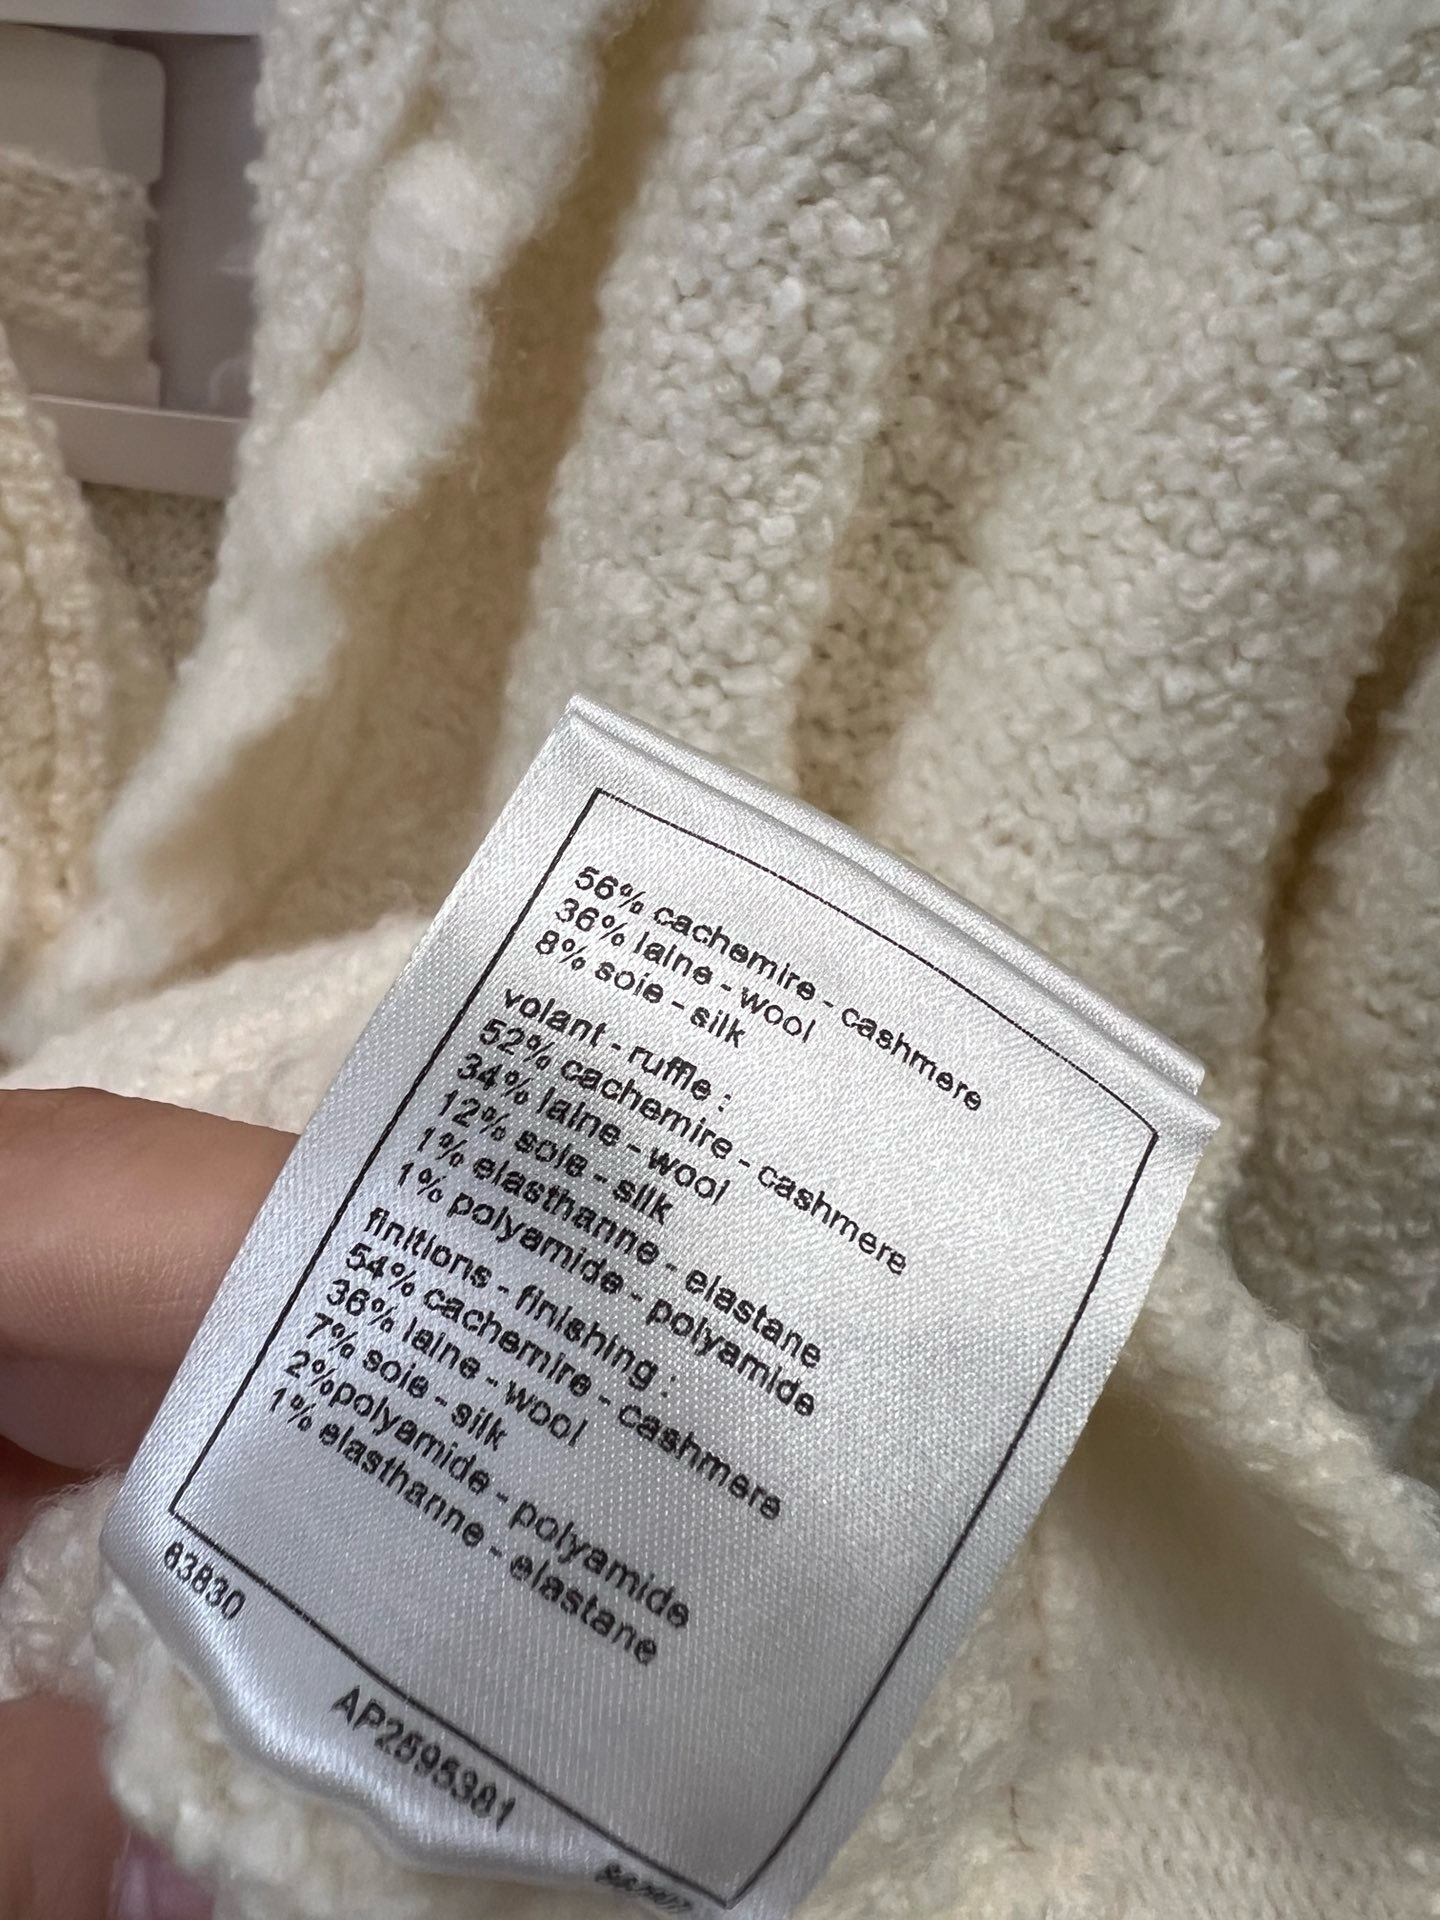 56% cachemire - cashmere
36% laine - wool
8% soie - silk
volant - ruffle :
52% cachemire - cashmere
34% laine - wool
12% soie - silk
1% elasthanne - elastane
1% polyamide - polyamide
finitions - finishing :
54% cachemire - cashmere
36% laine - wool
7% soie - silk
2%polyamide - polyamide
1% elasthanne - elastane
63830
AP2595381